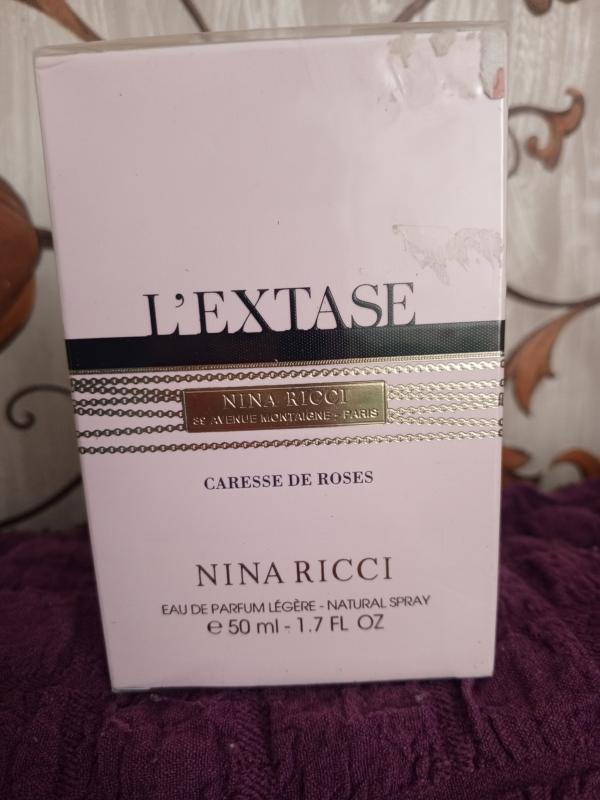 L'EXTASE
NINA RICCI
39 AVENUE MONTAIGNE - PARIS
CARESSE DE ROSES
NINA RICCI
EAU DE PARFUM LÉGÈRE - NATURAL SPRAY
℮ 50 ml - 1.7 FL OZ